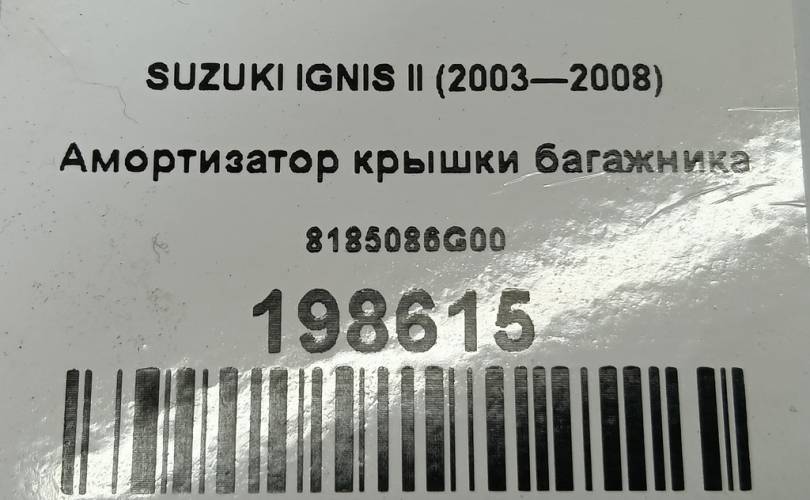 SUZUKI IGNIS II (2003—2008)
Амортизатор крышки багажника
8185086G00
198615